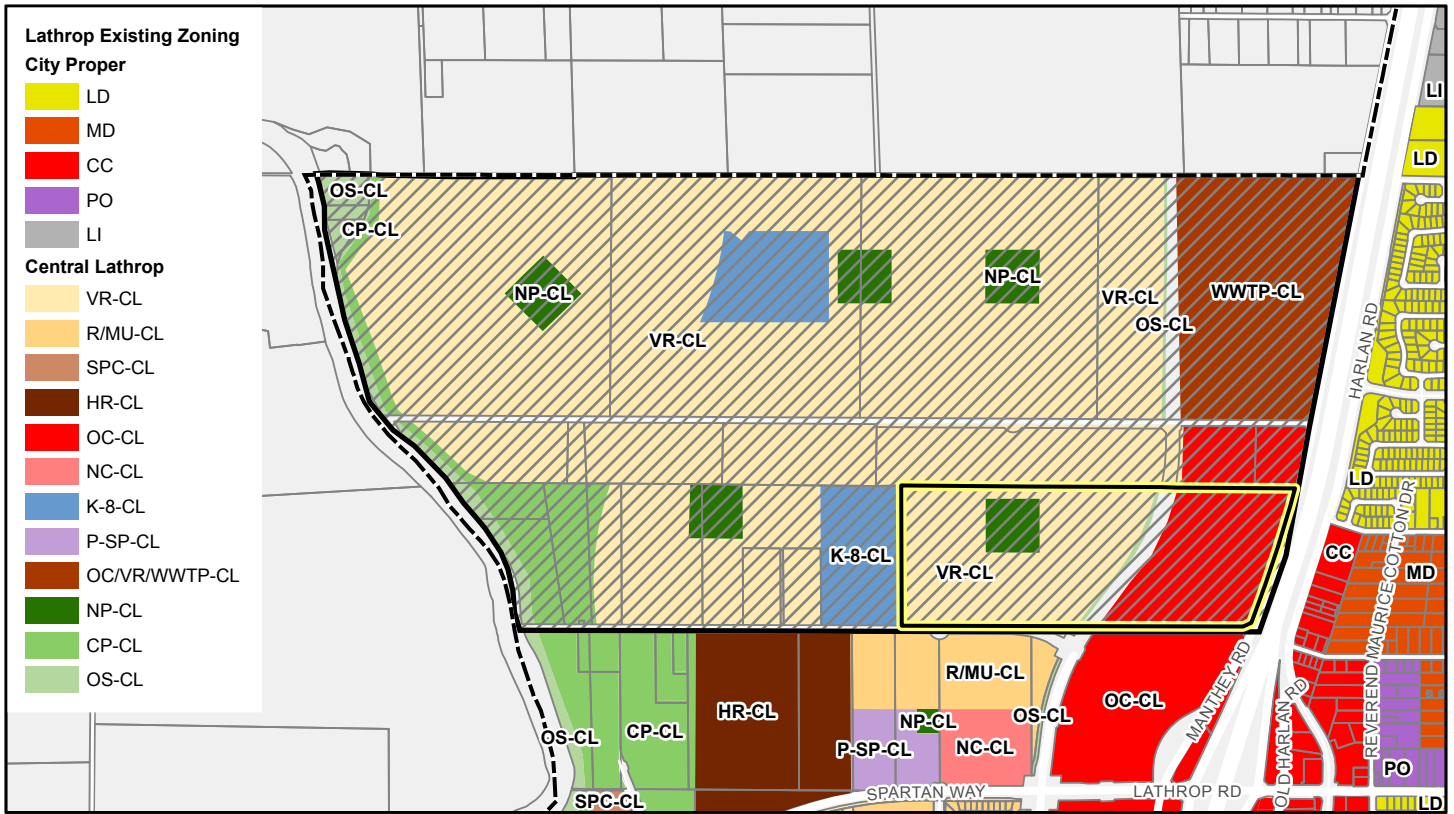 Lathrop Existing Zoning
City Proper
LD
MD
CC
PO
LI
Central Lathrop
VR-CL
R/MU-CL
SPC-CL
HR-CL
OC-CL
NC-CL
K-8-CL
P-SP-CL
OC/VR/WWTP-CL
NP-CL
CP-CL
OS-CL
LI
LD
OS-CL
CP-CL
NP-CL
NP-CL
VR-CL
WWTP-CL
OS-CL
VR-CL
HARLAN RD
LD
K-8-CL
VR-CL
CC
MD
REVEREND MAURICE COTTON DR
R/MU-CL
MANTHEY RD
OC-CL
HR-CL
OS-CL
NP-CL
CP-CL
OS-CL
P-SP-CL
NC-CL
OLD HARLAN RD
PO
SPARTAN WAY
LATHROP RD
SPC-CL
LD